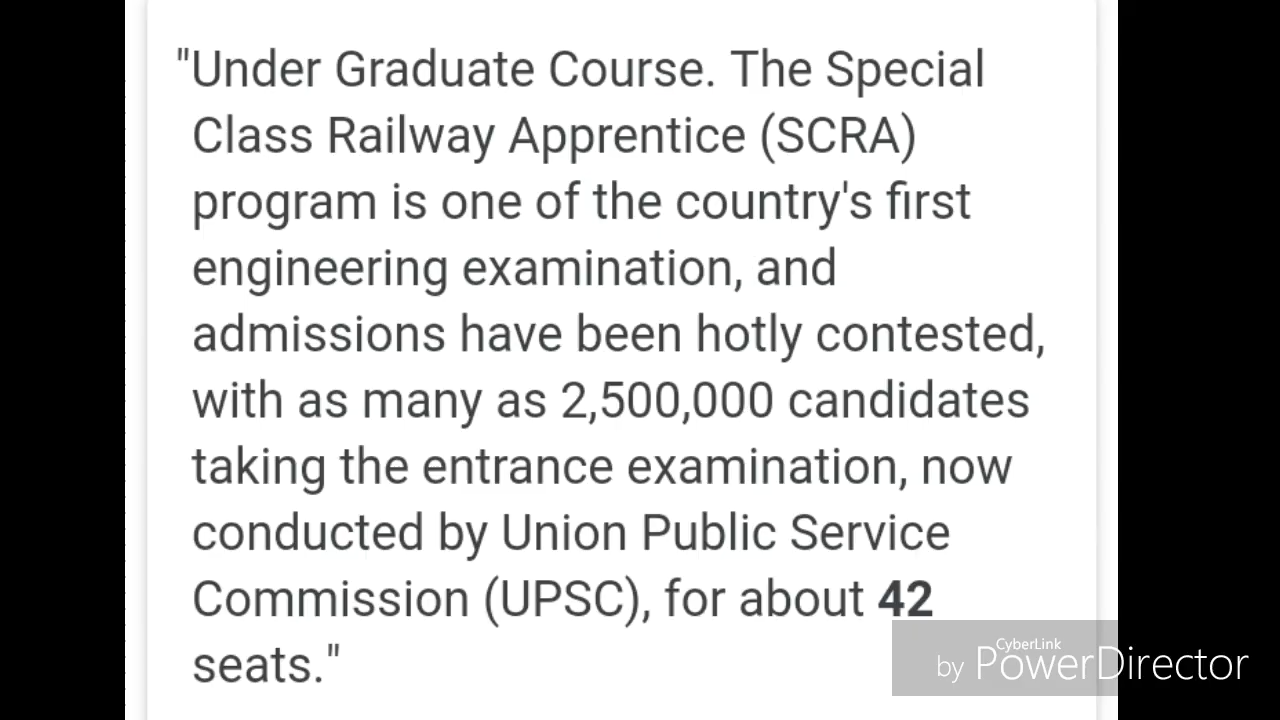 "Under Graduate Course. The Special
Class Railway Apprentice (SCRA)
program is one of the country's first
engineering examination, and
admissions have been hotly contested,
with as many as 2,500,000 candidates
taking the entrance examination, now
conducted by Union Public Service
Commission (UPSC), for about 42
seats."
CyberLink
by PowerDirector